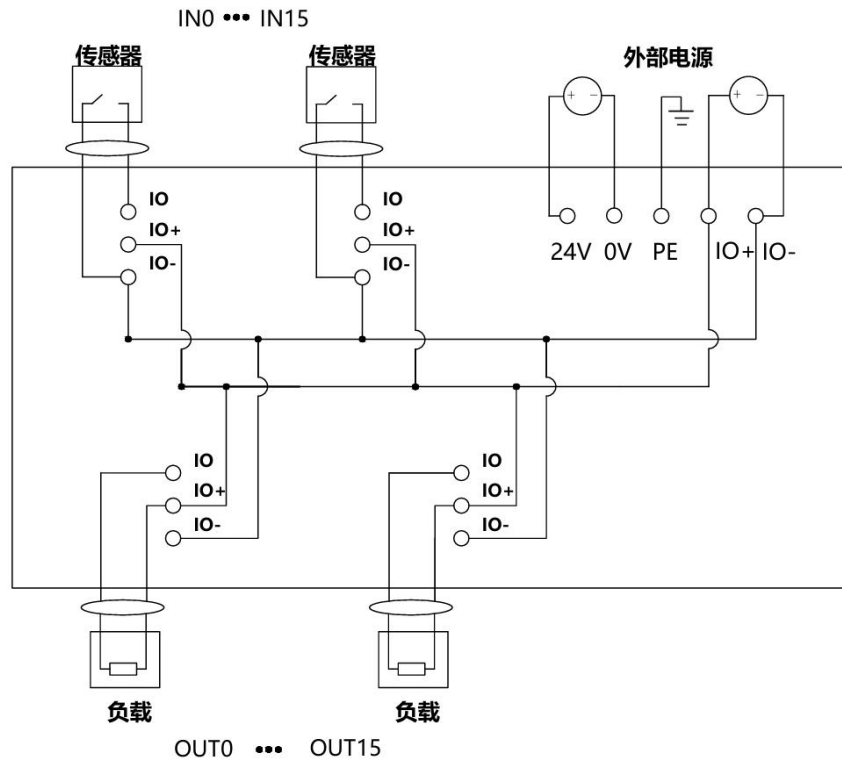 IN0 ••• IN15
传感器
传感器
外部电源
+ -
+ -
IO
IO+
IO-
IO
IO+
IO-
24V 0V PE IO+ IO-
IO
IO+
IO-
IO
IO+
IO-
负载
负载
OUT0 ••• OUT15